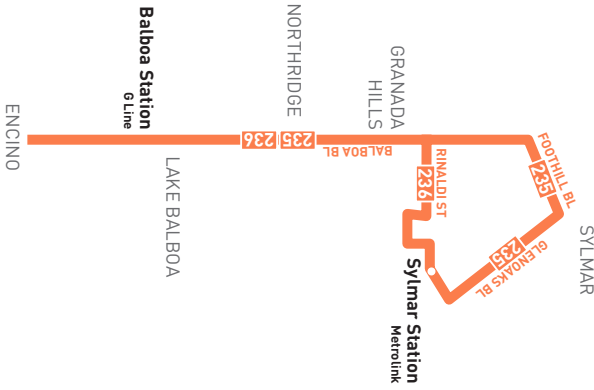 SYLMAR
FOOTHILL BL
235
GLENOAKS BL
235
RINALDI ST
236
Sylmar Station
Metrolink
GRANADA
HILLS
BALBOA BL
NORTHRIDGE
235
236
LAKE BALBOA
Balboa Station
G Line
ENCINO